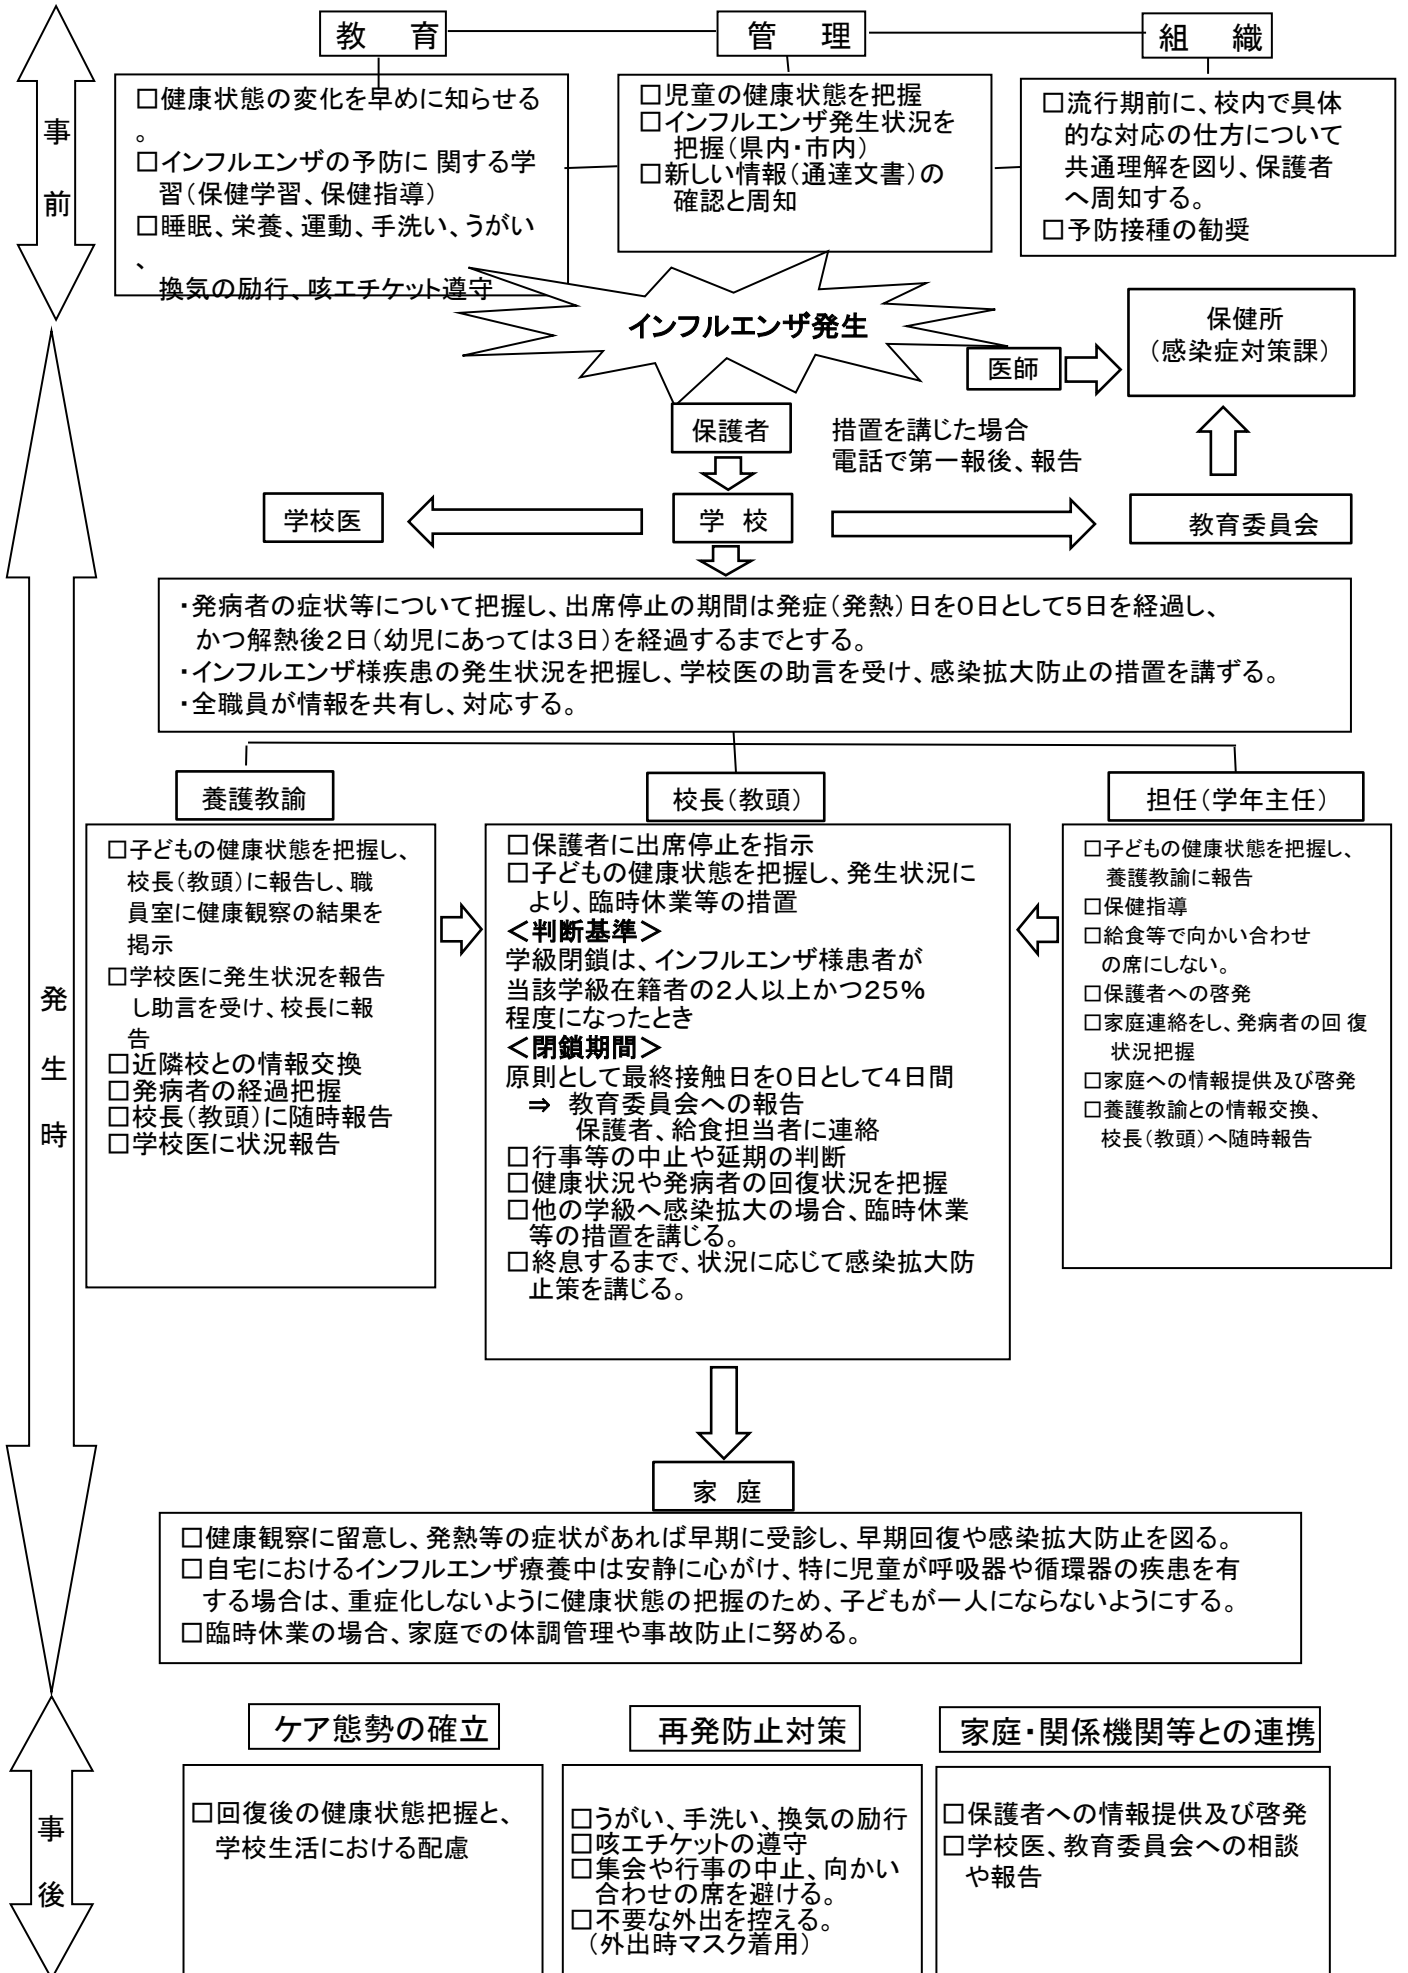 教　育
管　理
組　織
事
前
□健康状態の変化を早めに知らせる
。
□インフルエンザの予防に 関する学
習（保健学習、保健指導）
□睡眠、栄養、運動、手洗い、うがい
、
換気の励行、咳エチケット遵守
□児童の健康状態を把握
□インフルエンザ発生状況を
把握（県内・市内）
□新しい情報（通達文書）の
確認と周知
□流行期前に、校内で具体
的な対応の仕方について
共通理解を図り、保護者
へ周知する。
□予防接種の勧奨
インフルエンザ発生
医師
保健所
（感染症対策課）
保護者
措置を講じた場合
電話で第一報後、報告
学校医
学 校
教育委員会
発
生
時
・発病者の症状等について把握し、出席停止の期間は発症（発熱）日を０日として５日を経過し、
かつ解熱後２日（幼児にあっては３日）を経過するまでとする。
・インフルエンザ様疾患の発生状況を把握し、学校医の助言を受け、感染拡大防止の措置を講ずる。
・全職員が情報を共有し、対応する。
養護教諭
□子どもの健康状態を把握し、
校長（教頭）に報告し、職
員室に健康観察の結果を
掲示
□学校医に発生状況を報告
し助言を受け、校長に報
告
□近隣校との情報交換
□発病者の経過把握
□校長（教頭）に随時報告
□学校医に状況報告
校長（教頭）
□保護者に出席停止を指示
□子どもの健康状態を把握し、発生状況に
より、臨時休業等の措置
＜判断基準＞
学級閉鎖は、インフルエンザ様患者が
当該学級在籍者の２人以上かつ２５％
程度になったとき
＜閉鎖期間＞
原則として最終接触日を０日として４日間
⇒ 教育委員会への報告
保護者、給食担当者に連絡
□行事等の中止や延期の判断
□健康状況や発病者の回復状況を把握
□他の学級へ感染拡大の場合、臨時休業
等の措置を講じる。
□終息するまで、状況に応じて感染拡大防
止策を講じる。
担任（学年主任）
□子どもの健康状態を把握し、
養護教諭に報告
□保健指導
□給食等で向かい合わせ
の席にしない。
□保護者への啓発
□家庭連絡をし、発病者の回 復
状況把握
□家庭への情報提供及び啓発
□養護教諭との情報交換、
校長（教頭）へ随時報告
家 庭
□健康観察に留意し、発熱等の症状があれば早期に受診し、早期回復や感染拡大防止を図る。
□自宅におけるインフルエンザ療養中は安静に心がけ、特に児童が呼吸器や循環器の疾患を有
する場合は、重症化しないように健康状態の把握のため、子どもが一人にならないようにする。
□臨時休業の場合、家庭での体調管理や事故防止に努める。
事
後
ケア態勢の確立
□回復後の健康状態把握と、
学校生活における配慮
再発防止対策
□うがい、手洗い、換気の励行
□咳エチケットの遵守
□集会や行事の中止、向かい
合わせの席を避ける。
□不要な外出を控える。
（外出時マスク着用）
家庭・関係機関等との連携
□保護者への情報提供及び啓発
□学校医、教育委員会への相談
や報告